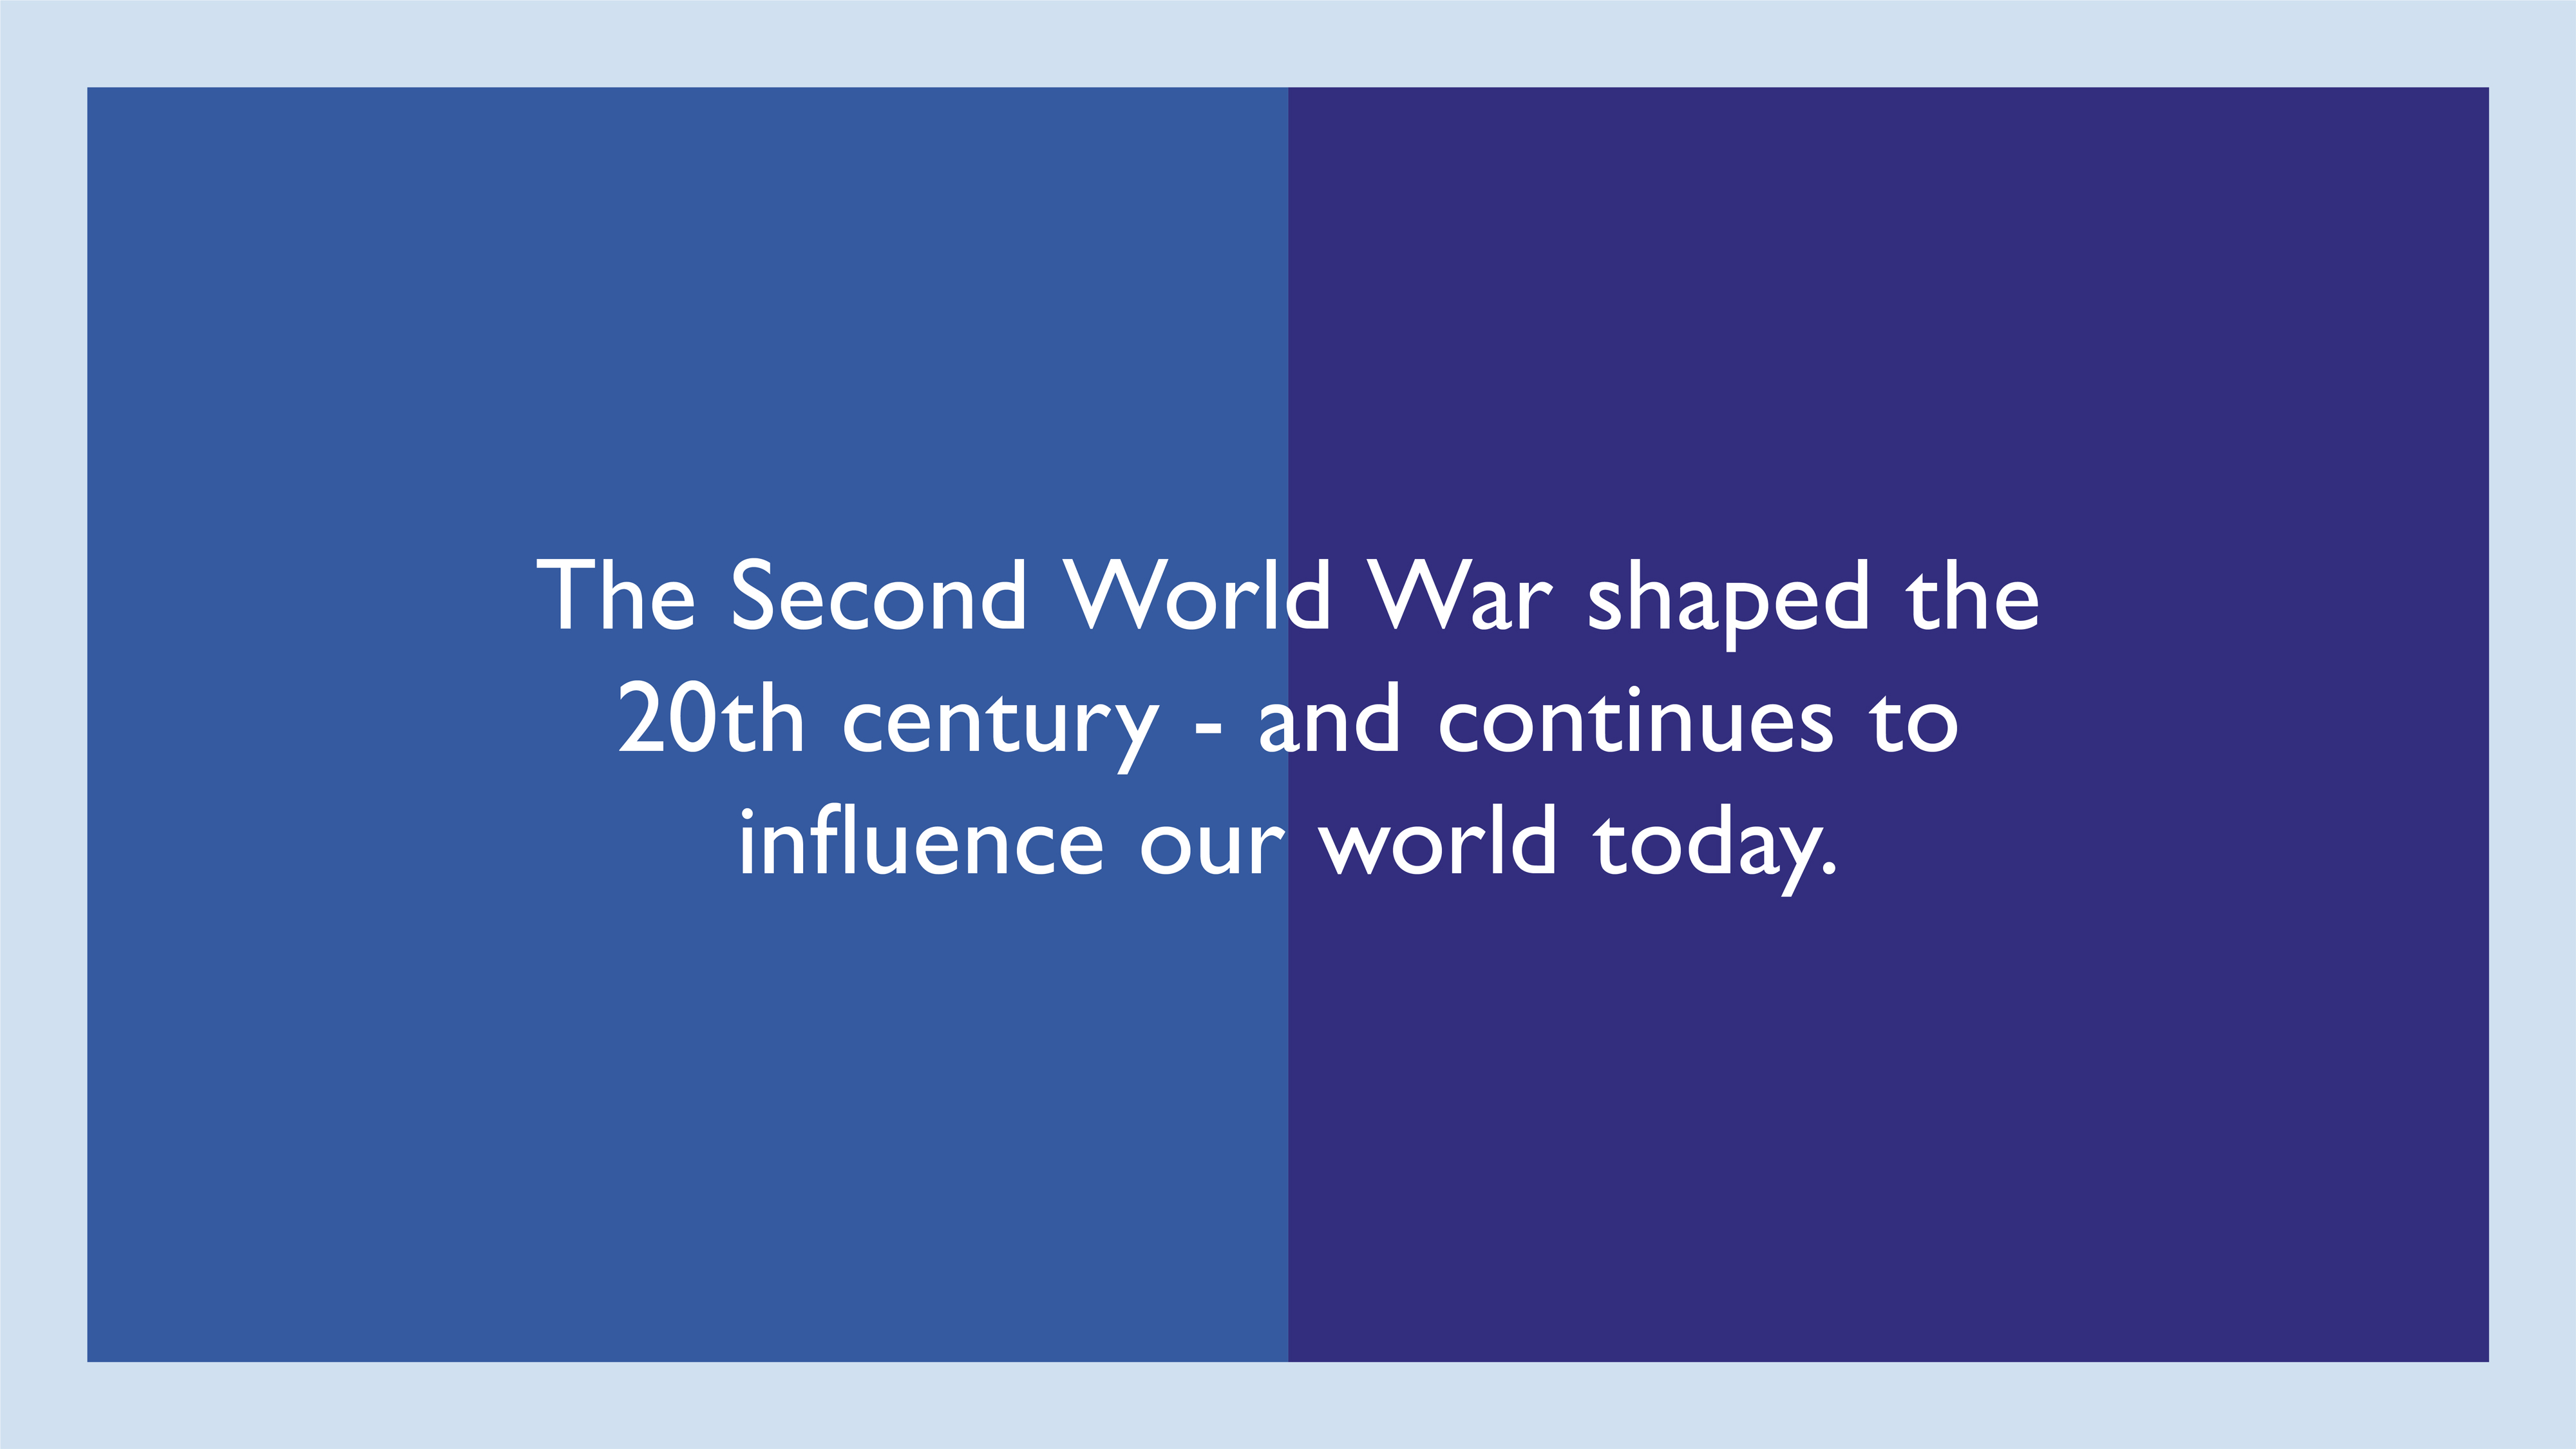 The Second World War shaped the
20th century - and continues to
influence our world today.